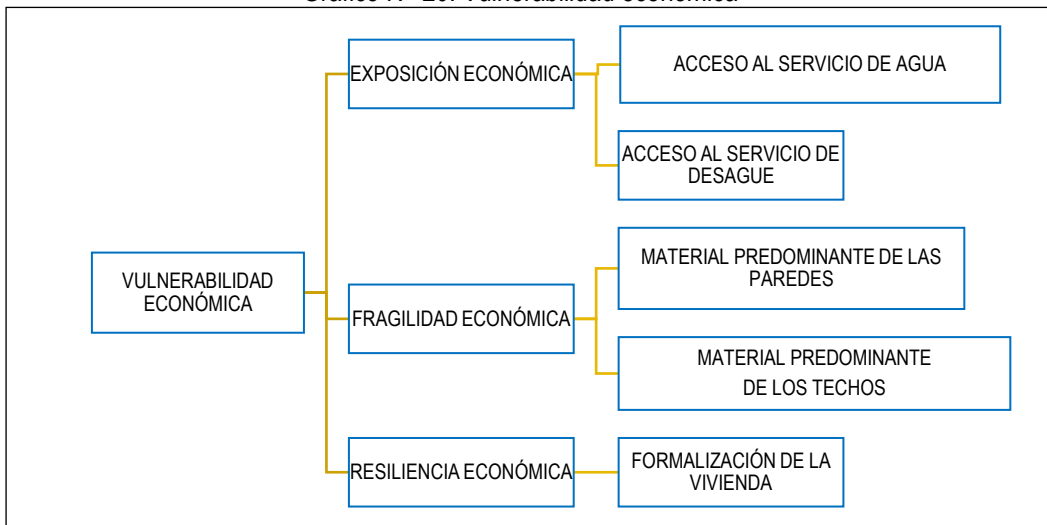 EXPOSICIÓN ECONÓMICA
ACCESO AL SERVICIO DE AGUA
ACCESO AL SERVICIO DE
DESAGUE
VULNERABILIDAD
ECONÓMICA
FRAGILIDAD ECONÓMICA
MATERIAL PREDOMINANTE DE LAS
PAREDES
MATERIAL PREDOMINANTE
DE LOS TECHOS
RESILIENCIA ECONÓMICA
FORMALIZACIÓN DE LA
VIVIENDA